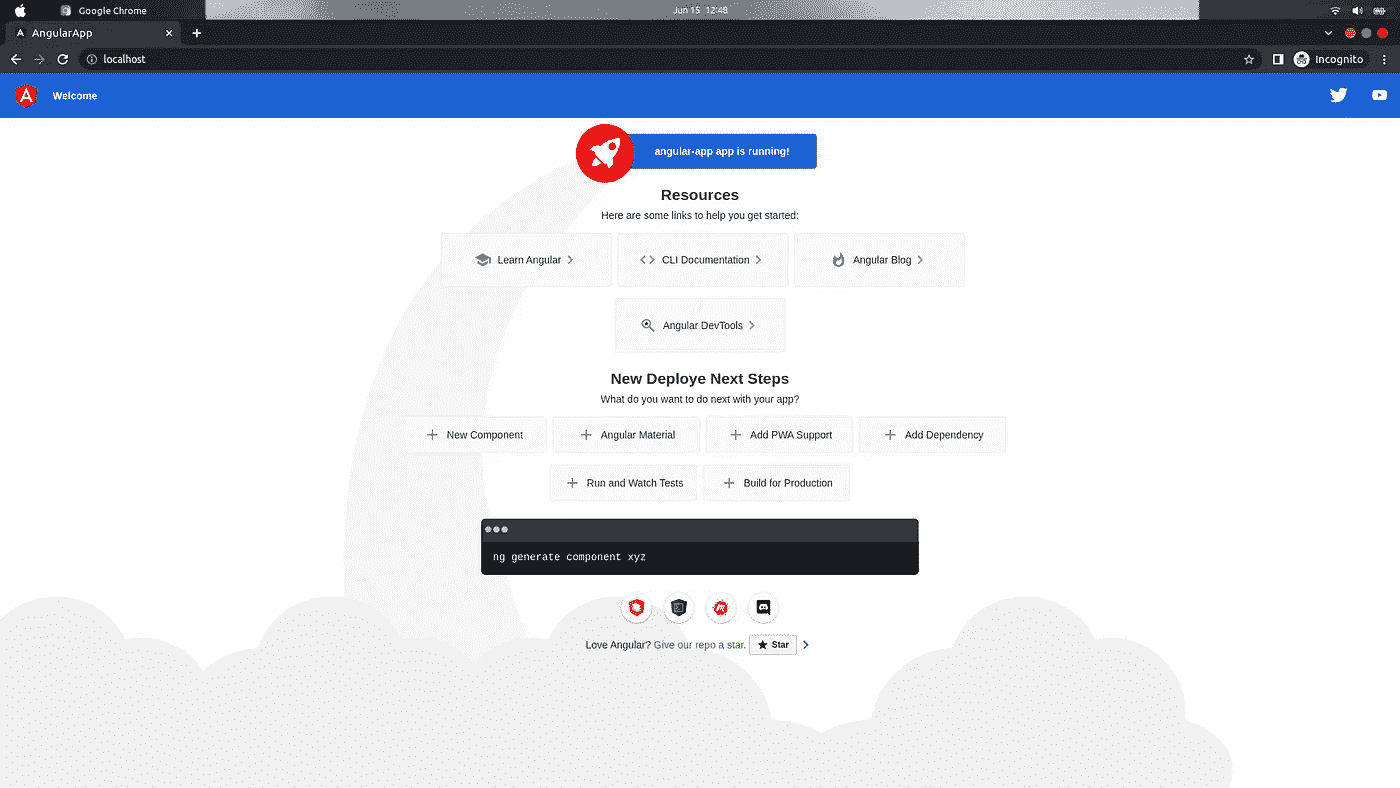 Google Chrome
Jun 15 12:48
AngularApp
localhost
Incognito
Welcome
angular-app app is running!
Resources
Here are some links to help you get started:
Learn Angular
CLI Documentation
Angular Blog
Angular DevTools
New Deploye Next Steps
What do you want to do next with your app?
New Component
Angular Material
Add PWA Support
Add Dependency
Run and Watch Tests
Build for Production
ng generate component xyz
Love Angular? Give our repo a star. Star